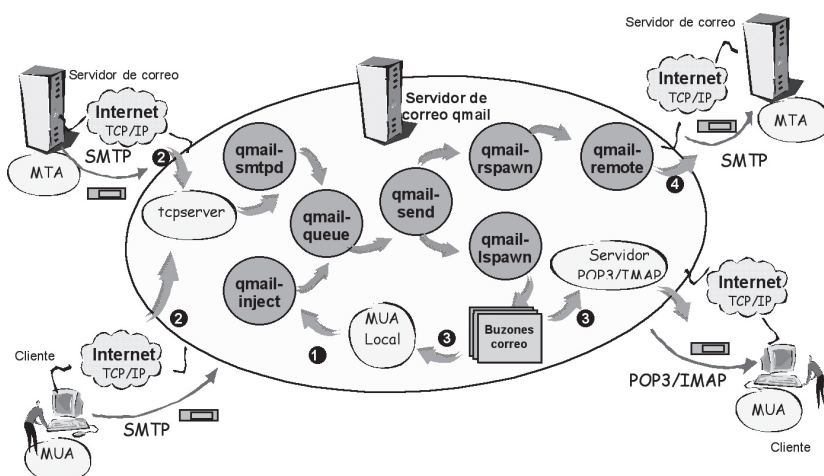 Servidor de correo
Internet
TCP/IP
SMTP
MTA
2
Servidor de
correo qmail
Servidor de correo
Internet
TCP/IP
MTA
SMTP
4
qmail-
smtpd
qmail-
rspawn
qmail-
remote
tcpserver
qmail-
queue
qmail-
send
qmail-
lspawn
Servidor
POP3/IMAP
qmail-
inject
2
MUA
Local
1
3
Buzones
correo
3
Internet
TCP/IP
POP3/IMAP
MUA
Cliente
Cliente
Internet
TCP/IP
SMTP
MUA